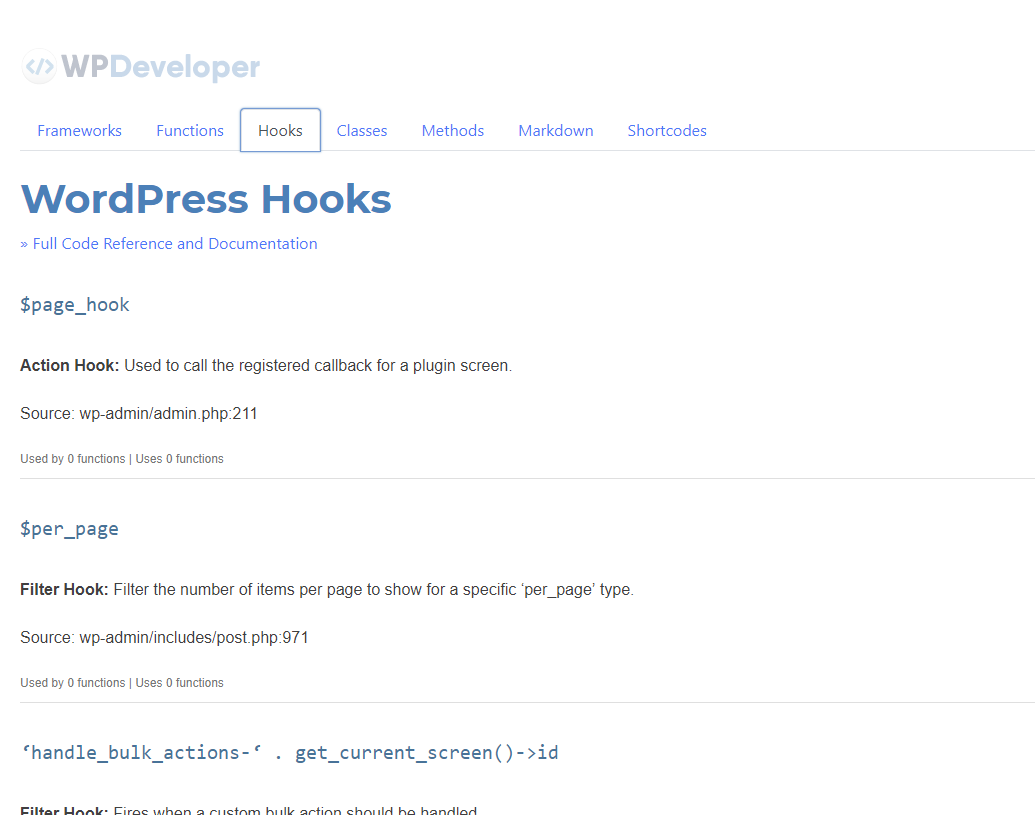 </> WPDeveloper
Frameworks Functions Hooks Classes Methods Markdown Shortcodes
WordPress Hooks
» Full Code Reference and Documentation
$page_hook
Action Hook: Used to call the registered callback for a plugin screen.
Source: wp-admin/admin.php:211
Used by 0 functions | Uses 0 functions
$per_page
Filter Hook: Filter the number of items per page to show for a specific ‘per_page’ type.
Source: wp-admin/includes/post.php:971
Used by 0 functions | Uses 0 functions
‘handle_bulk_actions-‘ . get_current_screen()->id
Filter Hook: Fires when a custom bulk action should be handled.